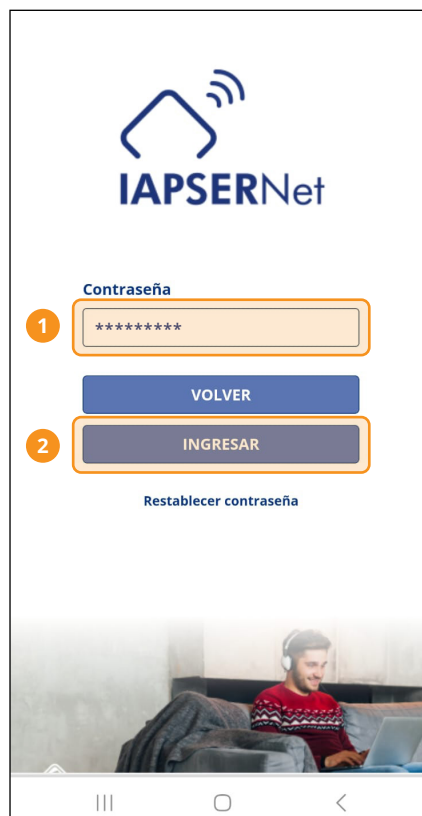 IAPSERNet
Contraseña
1
*********
VOLVER
2
INGRESAR
Restablecer contraseña